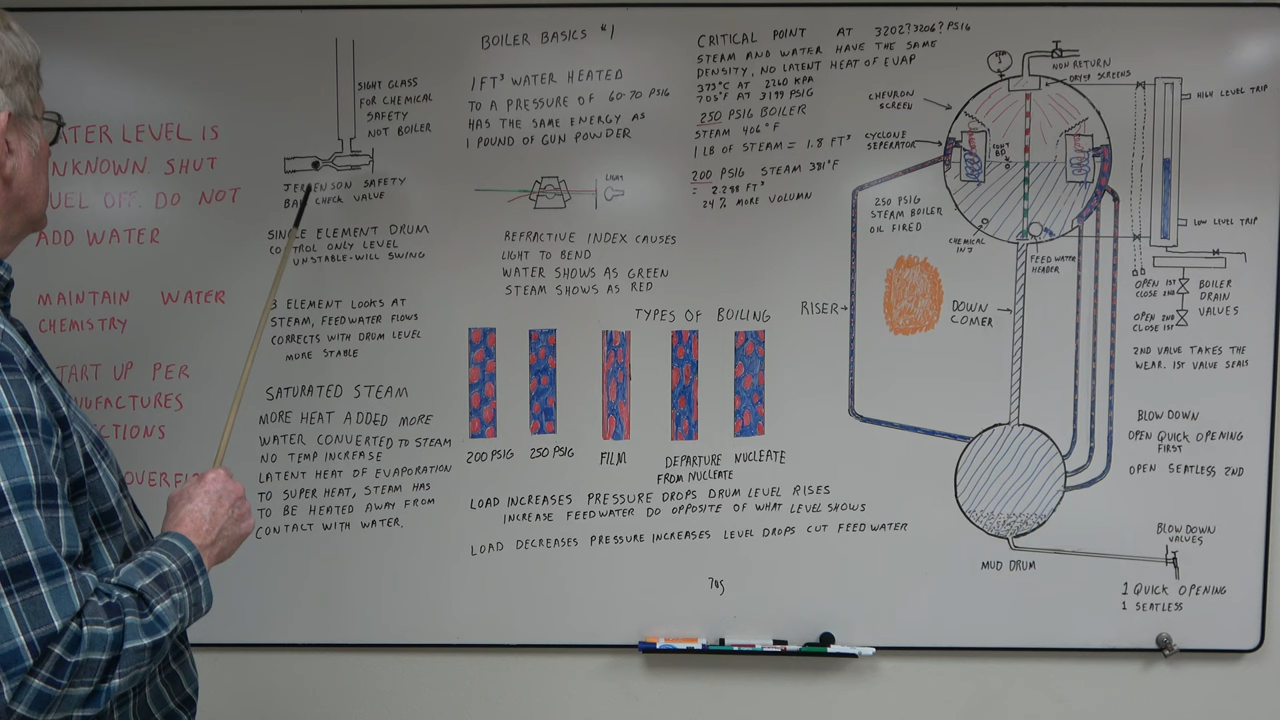 WATER LEVEL IS
UNKNOWN. SHUT
FUEL OFF. DO NOT
ADD WATER
MAINTAIN WATER
CHEMISTRY
START UP PER
SIGHT GLASS
FOR CHEMICAL
SAFETY
NOT BOILER
SAFETY
CHECK VALVE
SINGLE ELEMENT DRUM
CONTROL ONLY LEVEL
UNSTABLE-WILL SWING
3 ELEMENT LOOKS AT
STEAM, FEEDWATER FLOWS
CORRECTS WITH DRUM LEVEL
MORE STABLE
SATURATED STEAM
MORE HEAT ADDED MORE
WATER CONVERTED TO STEAM
NO TEMP INCREASE
LATENT HEAT OF EVAPORATION
TO SUPER HEAT, STEAM HAS
TO BE HEATED AWAY FROM
CONTACT WITH WATER.
BOILER BASICS #1
1 FT³ WATER HEATED
TO A PRESSURE OF 60-70 PSIG
HAS THE SAME ENERGY AS
1 POUND OF GUN POWDER
LIGHT
REFRACTIVE INDEX CAUSES
LIGHT TO BEND
WATER SHOWS AS GREEN
STEAM SHOWS AS RED
TYPES OF BOILING
200 PSIG
250 PSIG
FILM
DEPARTURE
FROM NUCLEATE
NUCLEATE
LOAD INCREASES PRESSURE DROPS DRUM LEVEL RISES
INCREASE FEEDWATER DO OPPOSITE OF WHAT LEVEL SHOWS
LOAD DECREASES PRESSURE INCREASES LEVEL DROPS CUT FEED WATER
705
CRITICAL POINT AT 3202? 3206? PSIG
STEAM AND WATER HAVE THE SAME
DENSITY, NO LATENT HEAT OF EVAP
373°C AT 2260 KPA
705°F AT 3199 PSIG
250 PSIG BOILER
STEAM 406°F
1 LB OF STEAM = 1.8 FT³
200 PSIG STEAM 381°F
= 2.288 FT³
24% MORE VOLUMN
NON RETURN
DRYER SCREENS
CHEVRON
SCREEN
CYCLONE
SEPERATOR
CONT
BD
HIGH LEVEL TRIP
LOW LEVEL TRIP
250 PSIG
STEAM BOILER
OIL FIRED
CHEMICAL
INJ
FEED WATER
HEADER
RISER
DOWN
COMER
OPEN 1ST
CLOSE 2ND
OPEN 2ND
CLOSE 1ST
BOILER
DRAIN
VALVES
2ND VALVE TAKES THE
WEAR. 1ST VALVE SEALS
BLOW DOWN
OPEN QUICK OPENING
FIRST
OPEN SEATLESS 2ND
BLOW DOWN
VALVES
MUD DRUM
1 QUICK OPENING
1 SEATLESS